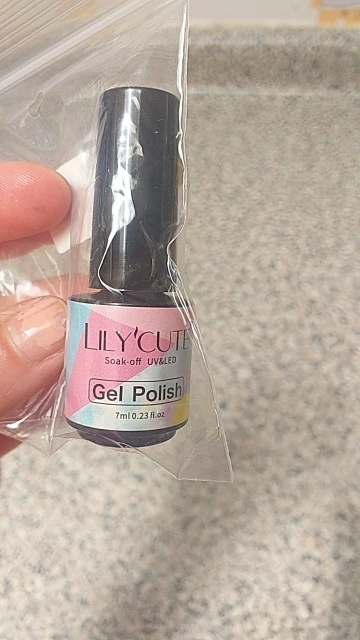 LILY'CUTE
Soak-off UV&LED
Gel Polish
7ml 0.23 fl.oz